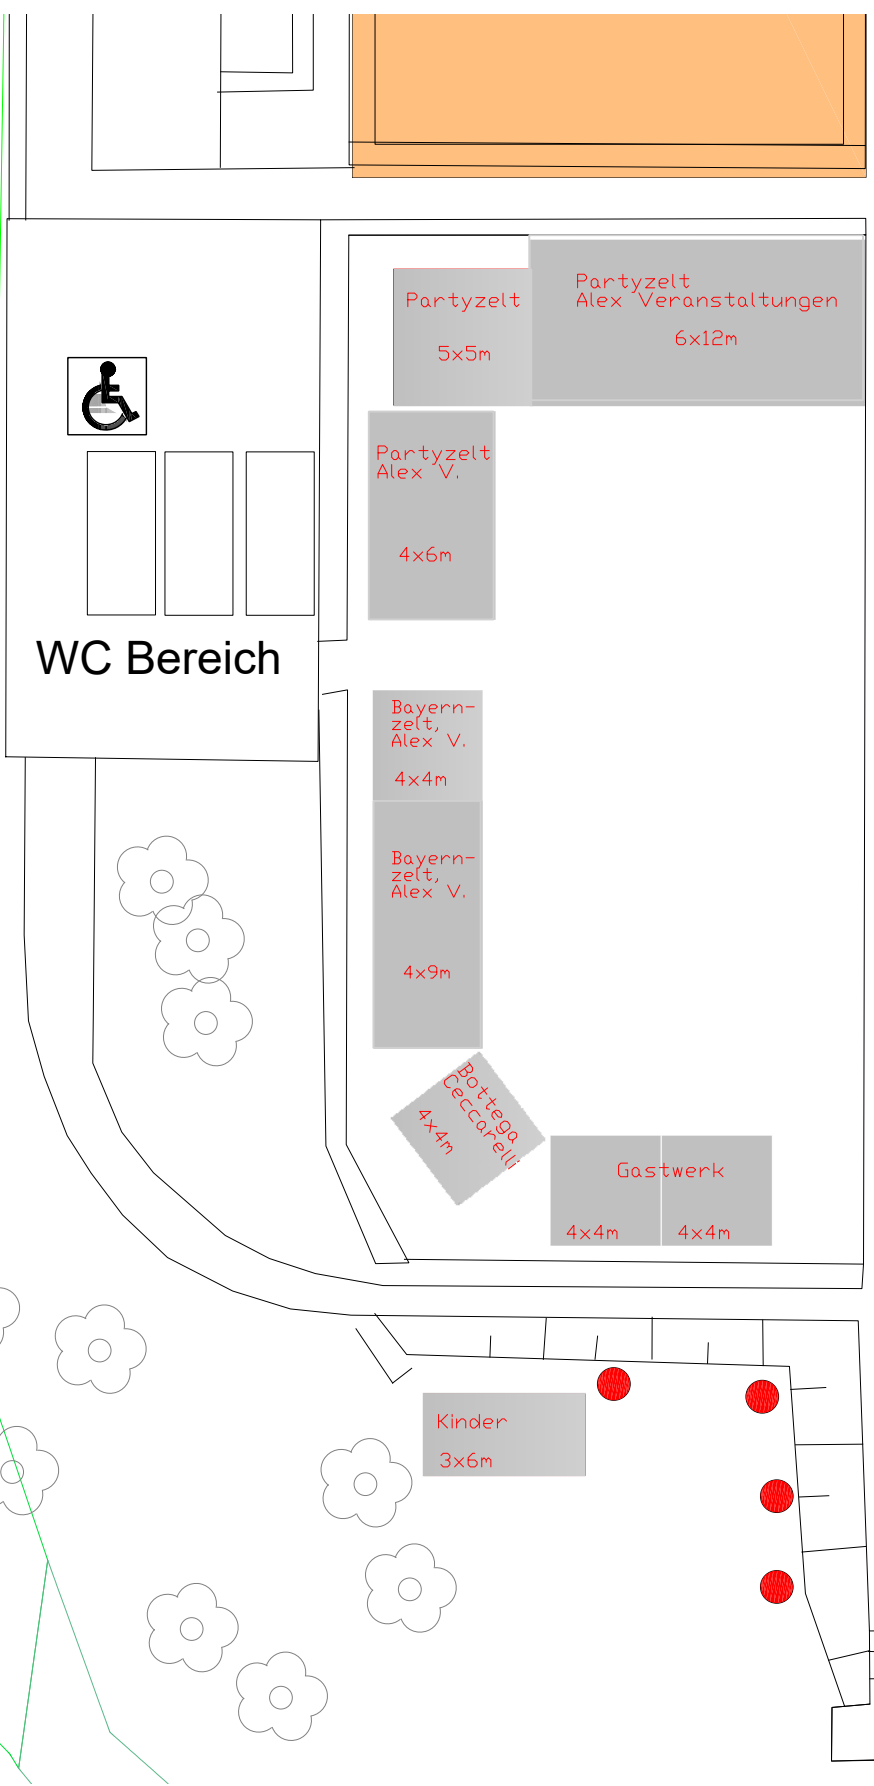 Partyzelt
5x5m
Partyzelt
Alex Veranstaltungen
6x12m
Partyzelt
Alex V.
4x6m
WC Bereich
Bayern-
zelt,
Alex V.
4x4m
Bayern-
zelt,
Alex V.
4x9m
Bottega
Ceccarelli
4x4m
Gastwerk
4x4m
4x4m
Kinder
3x6m